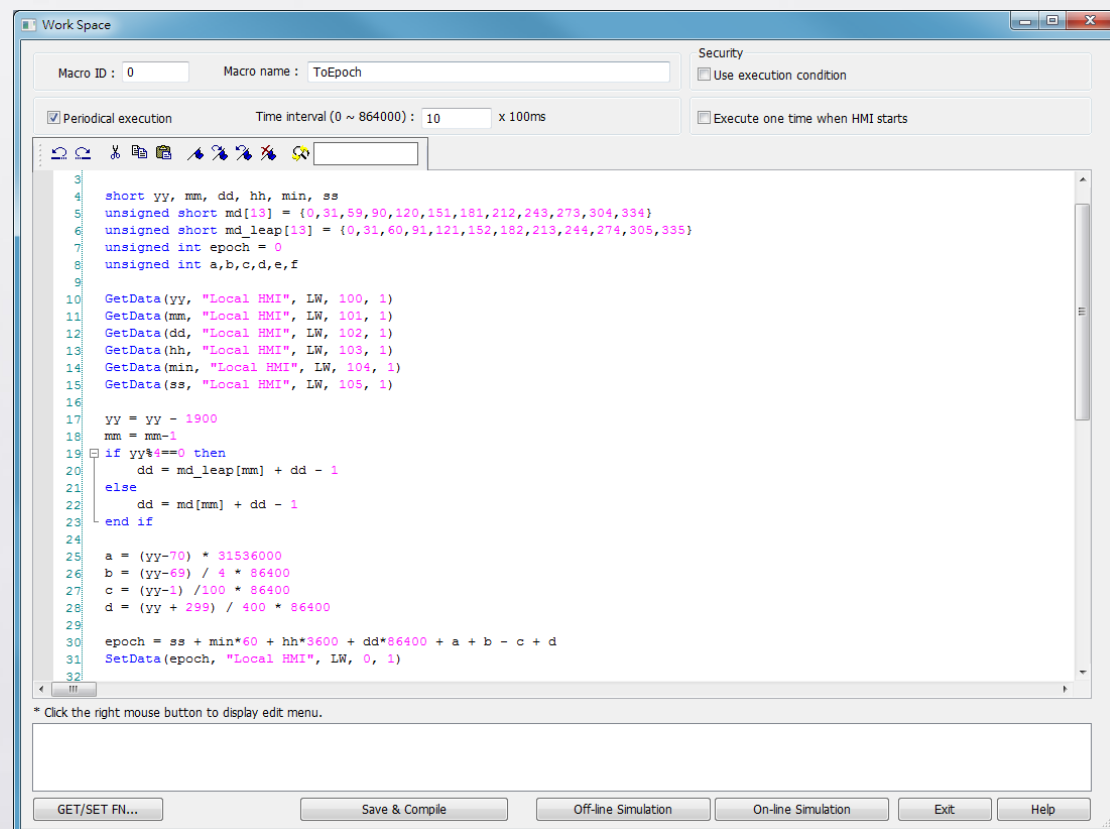 Work Space
Security
Macro ID : 0 Macro name : ToEpoch
Use execution condition
Periodical execution Time interval (0 ~ 864000) : 10 x 100ms
Execute one time when HMI starts
3
4 short yy, mm, dd, hh, min, ss
5 unsigned short md[13] = {0,31,59,90,120,151,181,212,243,273,304,334}
6 unsigned short md_leap[13] = {0,31,60,91,121,152,182,213,244,274,305,335}
7 unsigned int epoch = 0
8 unsigned int a,b,c,d,e,f
9
10 GetData(yy, "Local HMI", LW, 100, 1)
11 GetData(mm, "Local HMI", LW, 101, 1)
12 GetData(dd, "Local HMI", LW, 102, 1)
13 GetData(hh, "Local HMI", LW, 103, 1)
14 GetData(min, "Local HMI", LW, 104, 1)
15 GetData(ss, "Local HMI", LW, 105, 1)
16
17 yy = yy - 1900
18 mm = mm-1
19 if yy%4==0 then
20 dd = md_leap[mm] + dd - 1
21 else
22 dd = md[mm] + dd - 1
23 end if
24
25 a = (yy-70) * 31536000
26 b = (yy-69) / 4 * 86400
27 c = (yy-1) /100 * 86400
28 d = (yy + 299) / 400 * 86400
29
30 epoch = ss + min*60 + hh*3600 + dd*86400 + a + b - c + d
31 SetData(epoch, "Local HMI", LW, 0, 1)
32
* Click the right mouse button to display edit menu.
GET/SET FN... Save & Compile Off-line Simulation On-line Simulation Exit Help